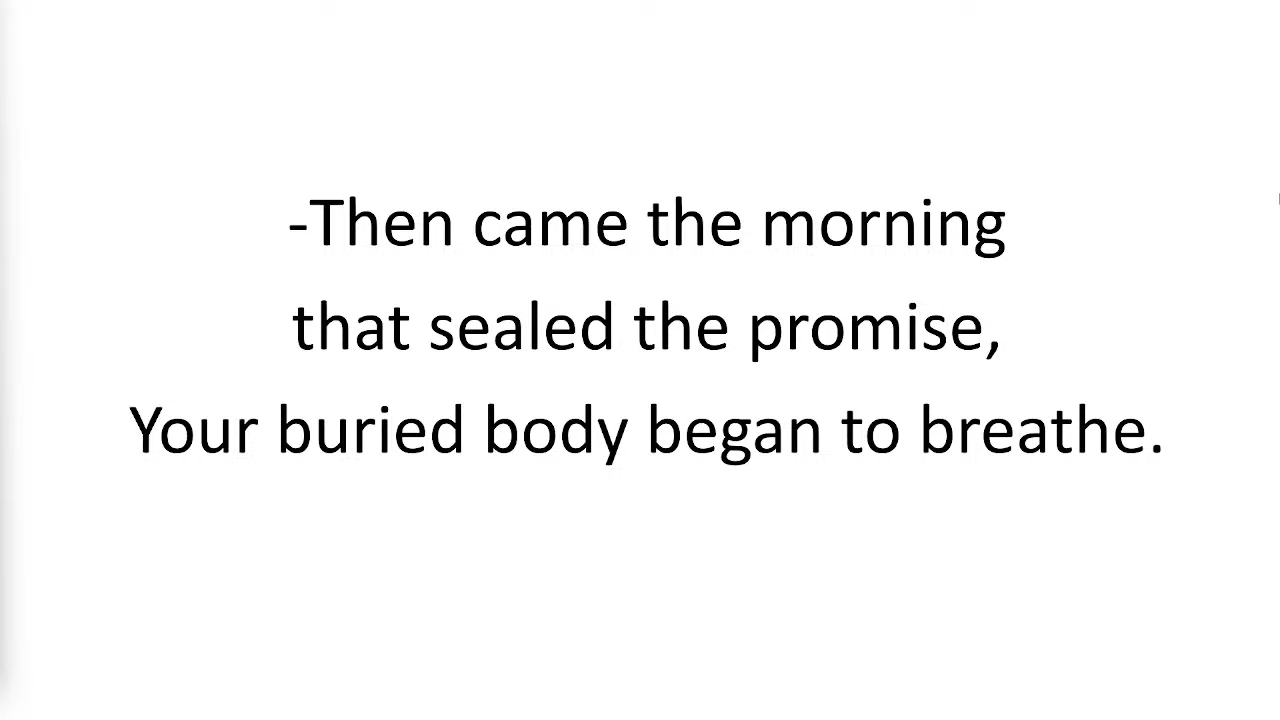 -Then came the morning
that sealed the promise,
Your buried body began to breathe.